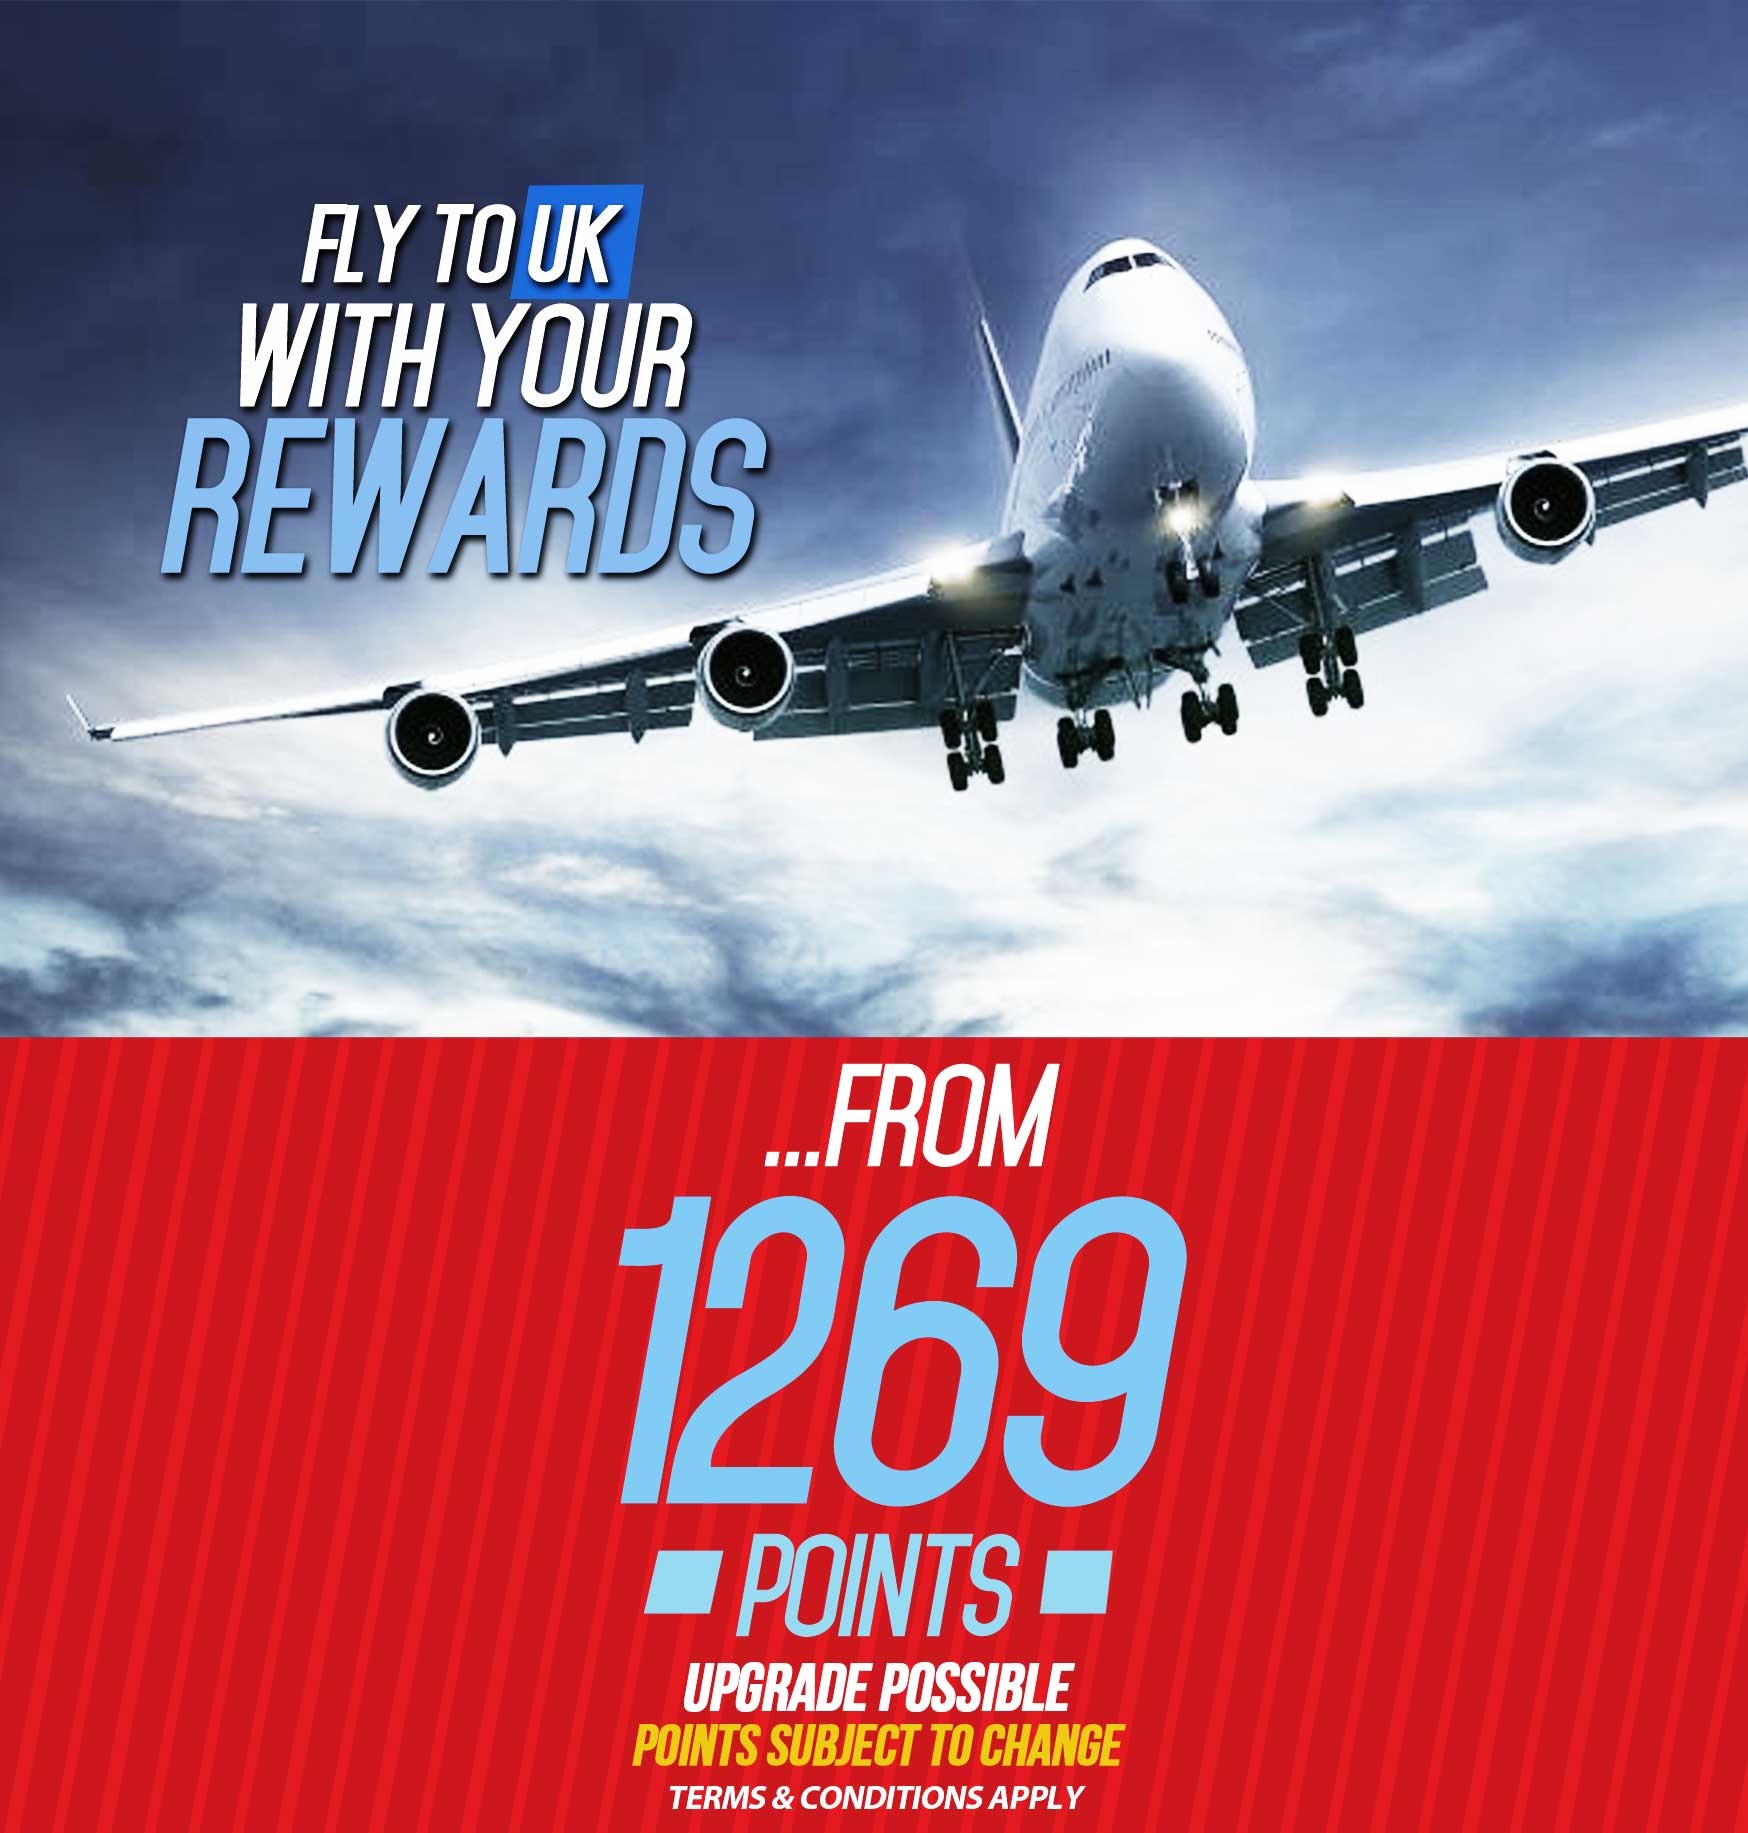 FLY TO UK
WITH YOUR
REWARDS
...FROM
1269
POINTS
UPGRADE POSSIBLE
POINTS SUBJECT TO CHANGE
TERMS & CONDITIONS APPLY